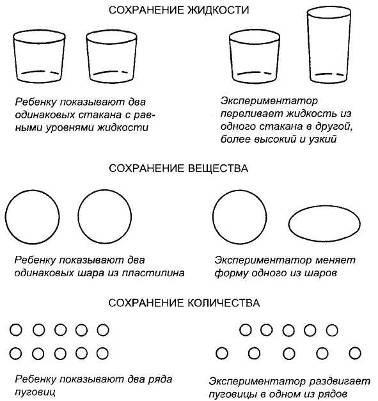 СОХРАНЕНИЕ ЖИДКОСТИ
Ребенку показывают два
одинаковых стакана с рав-
ными уровнями жидкости
Экспериментатор
переливает жидкость из
одного стакана в другой,
более высокий и узкий
СОХРАНЕНИЕ ВЕЩЕСТВА
Ребенку показывают два
одинаковых шара из пластилина
Экспериментатор меняет
форму одного из шаров
СОХРАНЕНИЕ КОЛИЧЕСТВА
Ребенку показывают два ряда
пуговиц
Экспериментатор раздвигает
пуговицы в одном из рядов